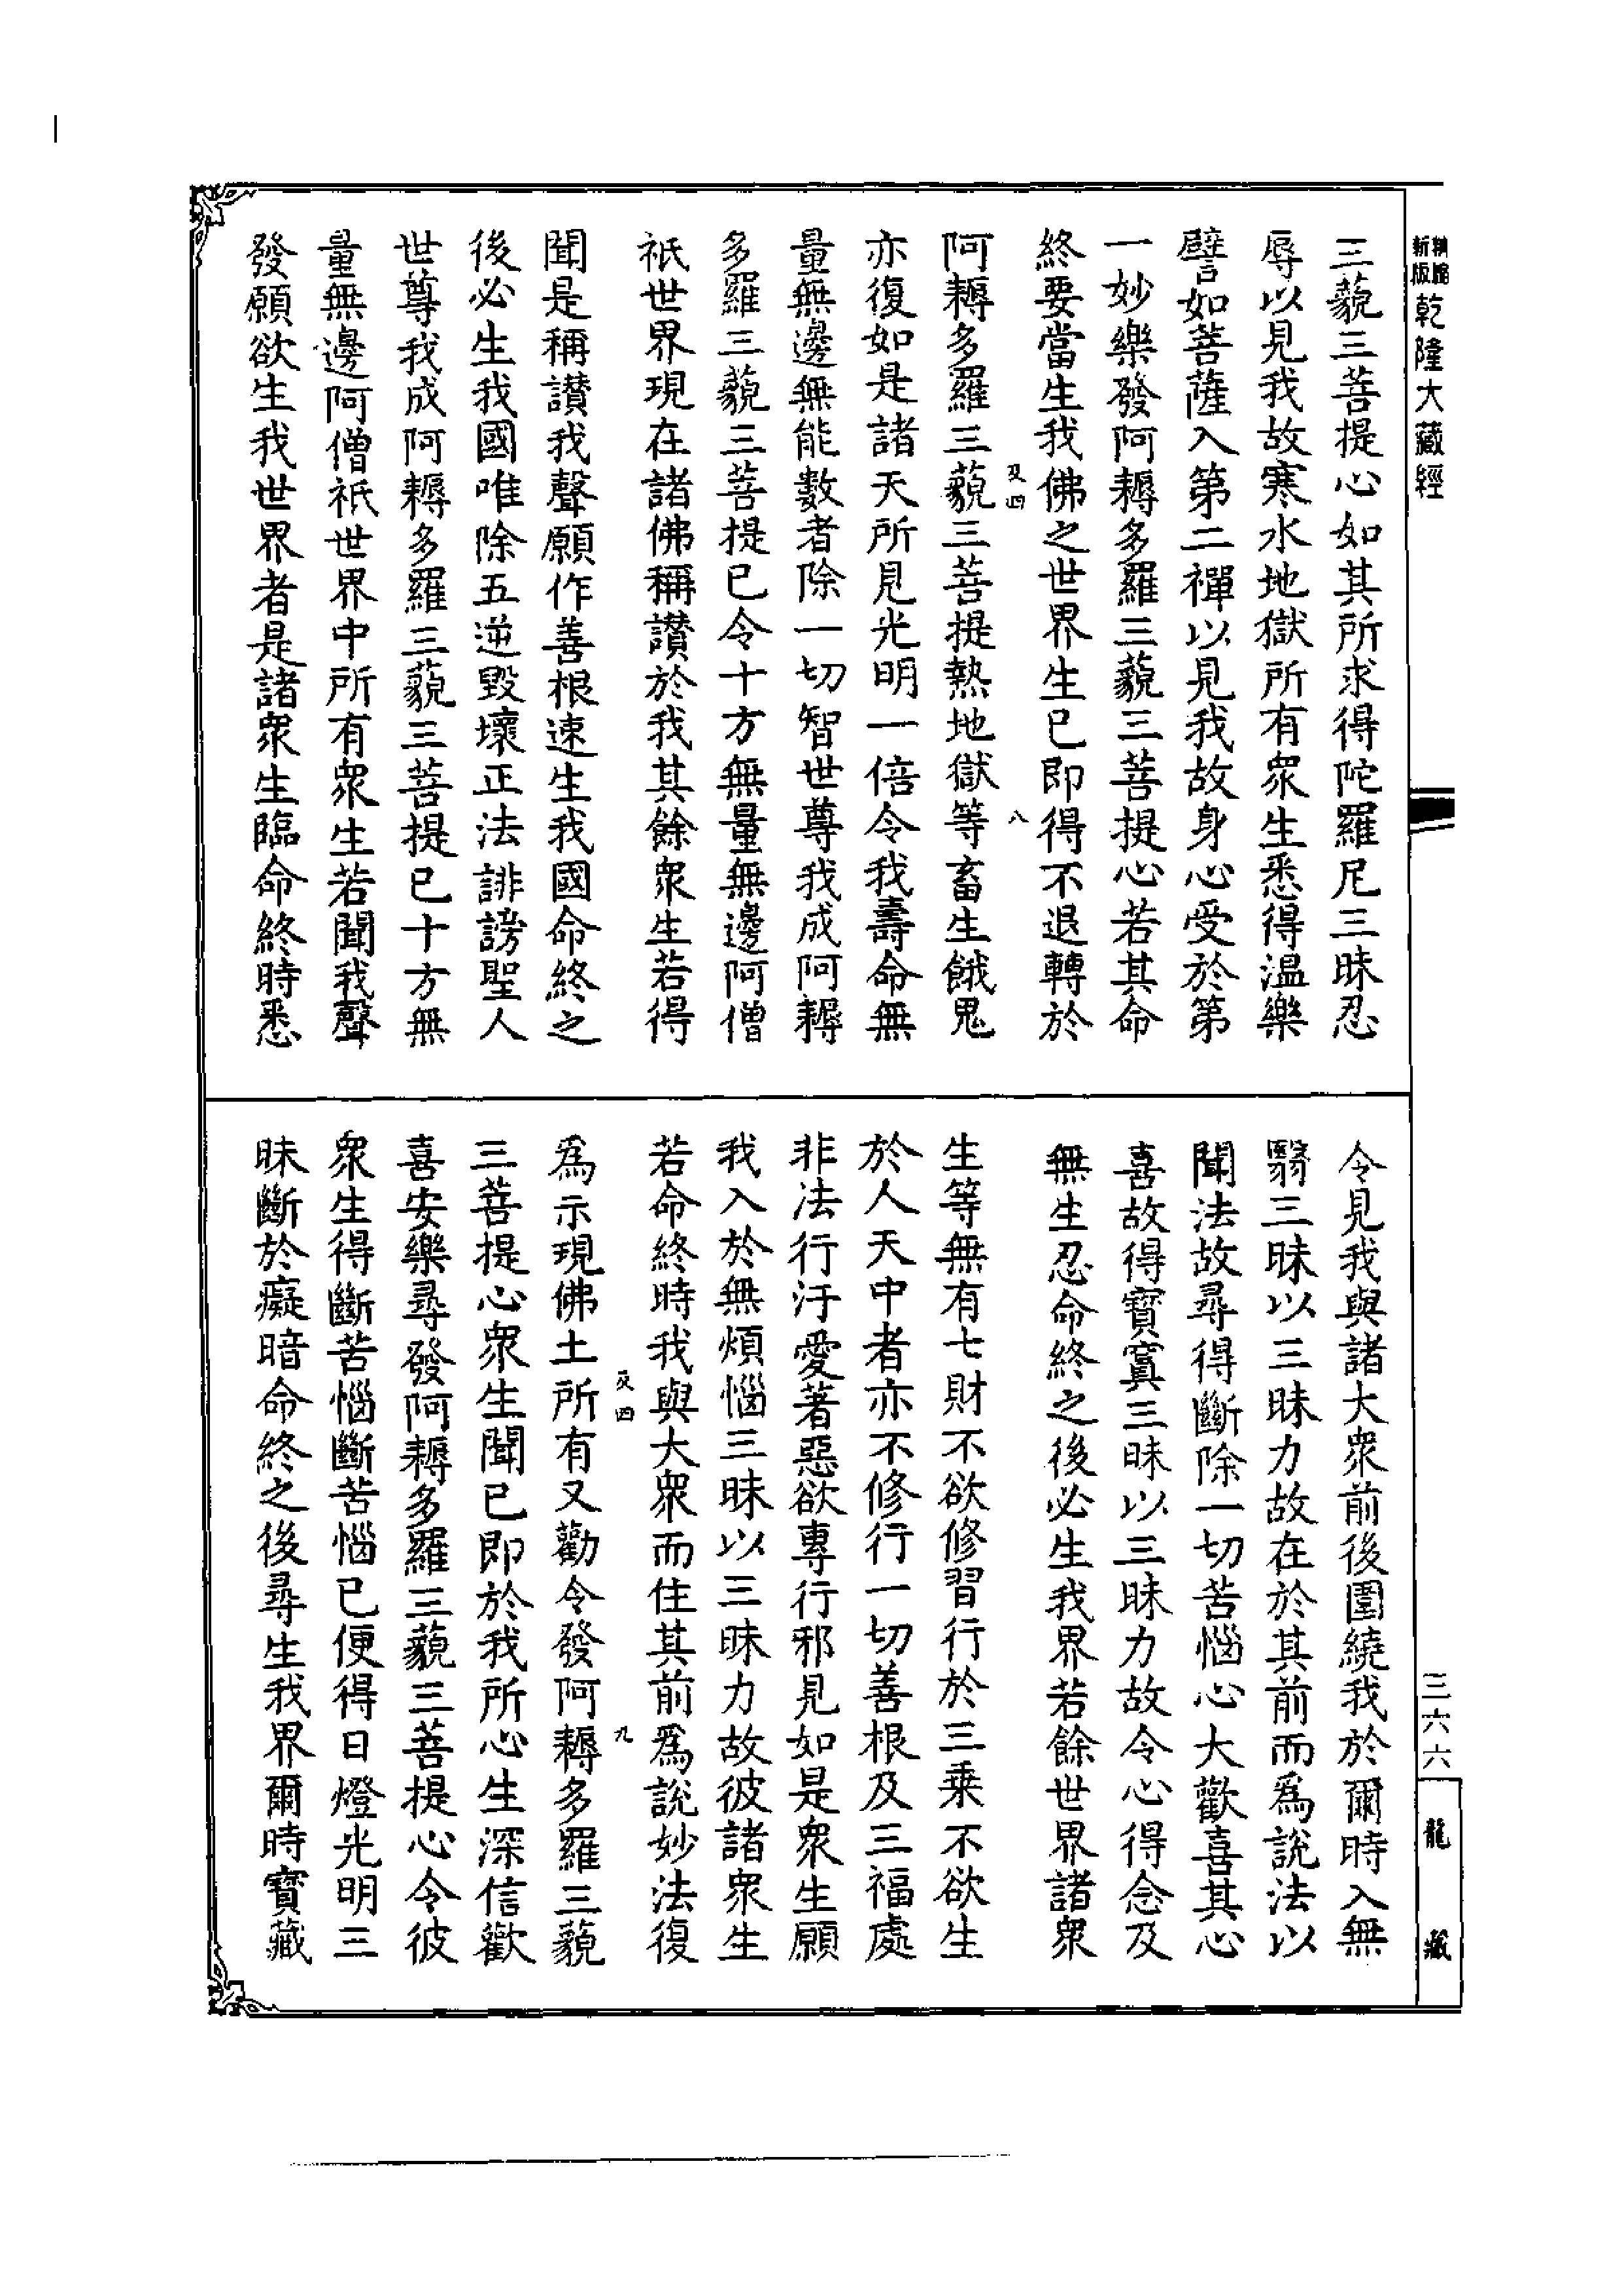 新版
精縮
乾隆大藏經
三藐三菩提心如其所求得陀羅尼三昧忍
辱以見我故寒水地獄所有眾生悉得溫樂
譬如菩薩入第二禪以見我故身心受於第
一妙樂發阿耨多羅三藐三菩提心若其命
終要當生我佛之世界生已即得不退轉於
及四
八
阿耨多羅三藐三菩提熱地獄等畜生餓鬼
亦復如是諸天所見光明一倍令我壽命無
量無邊無能數者除一切智世尊我成阿耨
多羅三藐三菩提已令十方無量無邊阿僧
祇世界現在諸佛稱讚於我其餘眾生若得
聞是稱讚我聲願作善根速生我國命終之
後必生我國唯除五逆毀壞正法誹謗聖人
世尊我成阿耨多羅三藐三菩提已十方無
量無邊阿僧祇世界中所有眾生若聞我聲
發願欲生我世界者是諸眾生臨命終時悉
令見我與諸大眾前後圍繞我於爾時入無
翳三昧以三昧力故在於其前而為說法以
聞法故尋得斷除一切苦惱心大歡喜其心
喜故得寶窴三昧以三昧力故令心得念及
無生忍命終之後必生我界若餘世界諸眾
生等無有七財不欲修習行於三乘不欲生
於人天中者亦不修行一切善根及三福處
非法行汙愛著惡欲專行邪見如是眾生願
我入於無煩惱三昧以三昧力故彼諸眾生
若命終時我與大眾而住其前為說妙法復
及四
九
為示現佛土所有又勸令發阿耨多羅三藐
三菩提心眾生聞已即於我所心生深信歡
喜安樂尋發阿耨多羅三藐三菩提心令彼
眾生得斷苦惱斷苦惱已便得日燈光明三
昧斷於癡暗命終之後尋生我界爾時寶藏
三六六
龍藏